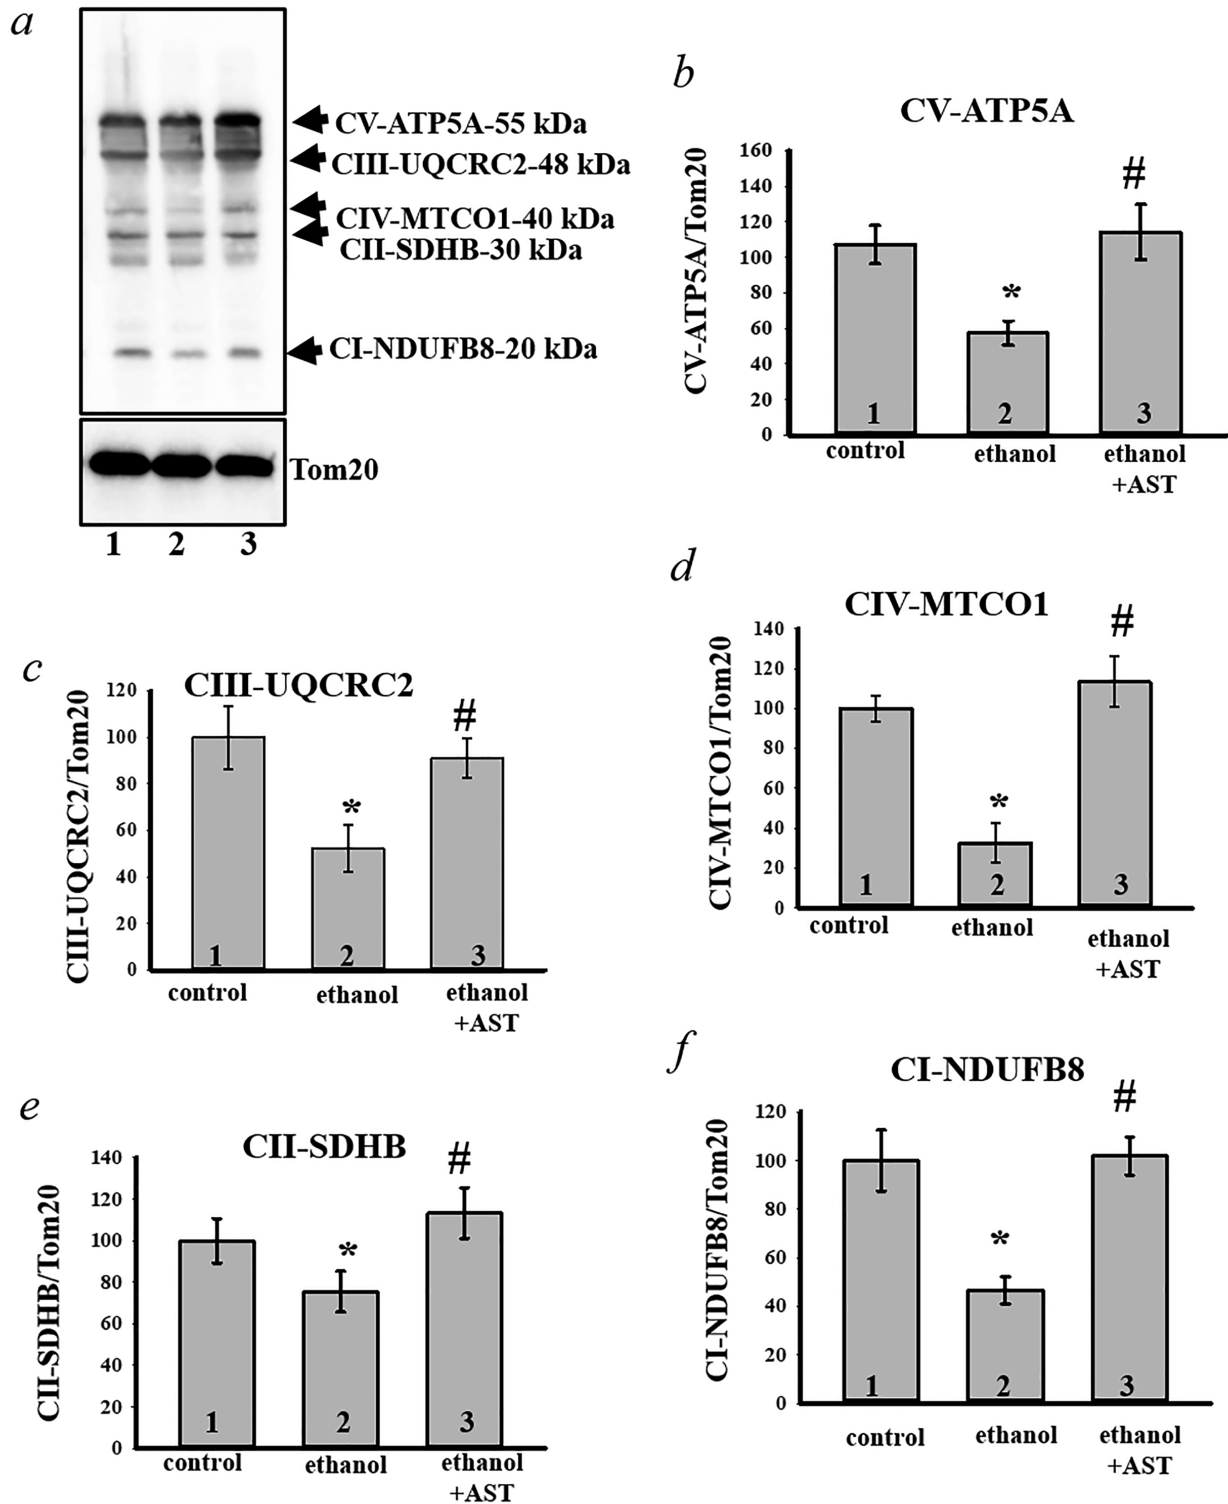 a
CV-ATP5A-55 kDa
CIII-UQCRC2-48 kDa
CIV-MTCO1-40 kDa
CII-SDHB-30 kDa
CI-NDUFB8-20 kDa
Tom20
1 2 3
b
CV-ATP5A
CV-ATP5A/Tom20
160
140
120
100
80
60
40
20
0
*
#
1 2 3
control ethanol ethanol
+AST
c
CIII-UQCRC2
CIII-UQCRC2/Tom20
120
100
80
60
40
20
0
*
#
1 2 3
control ethanol ethanol
+AST
d
CIV-MTCO1
CIV-MTCO1/Tom20
140
120
100
80
60
40
20
0
*
#
1 2 3
control ethanol ethanol
+AST
e
CII-SDHB
CII-SDHB/Tom20
140
120
100
80
60
40
20
0
*
#
1 2 3
control ethanol ethanol
+AST
f
CI-NDUFB8
CI-NDUFB8/Tom20
120
100
80
60
40
20
0
*
#
1 2 3
control ethanol ethanol
+AST